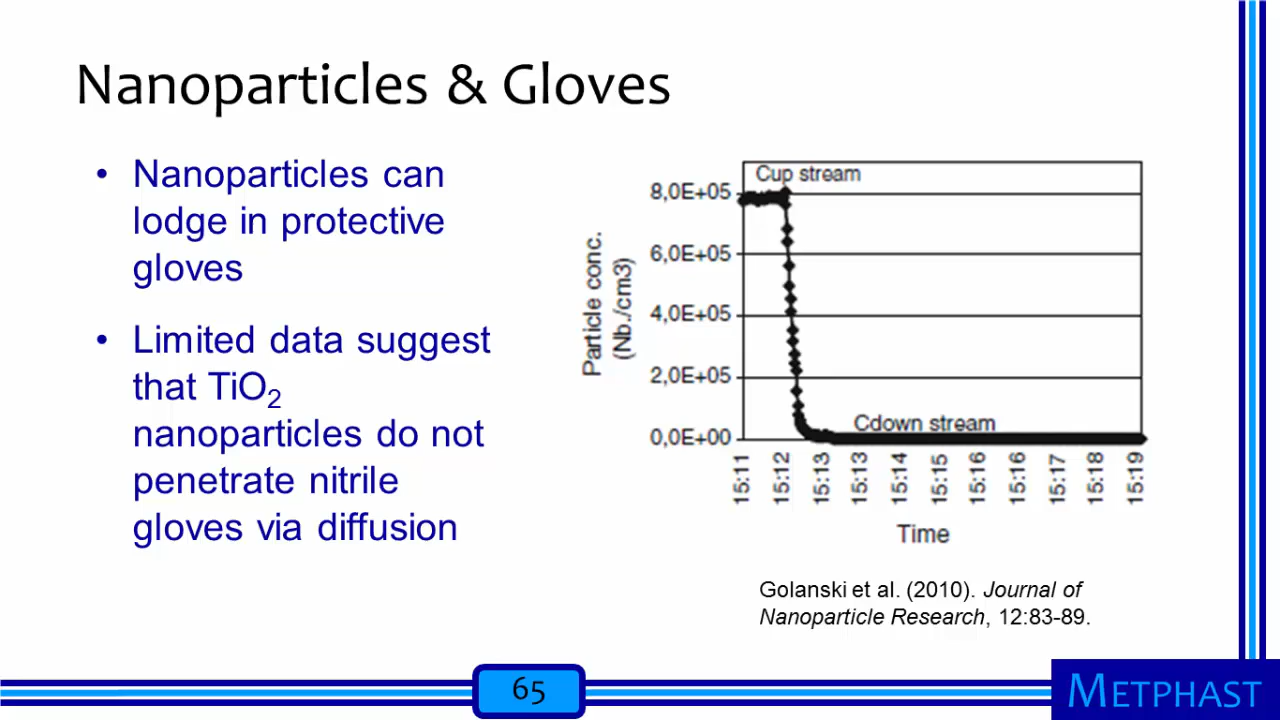 Nanoparticles & Gloves
• Nanoparticles can
lodge in protective
gloves
• Limited data suggest
that TiO₂
nanoparticles do not
penetrate nitrile
gloves via diffusion
Particle conc.
(Nb./cm3)
8,0E+05
6,0E+05
4,0E+05
2,0E+05
0,0E+00
Cup stream
Cdown stream
15:11
15:12
15:13
15:13
15:14
15:15
15:16
15:16
15:17
15:18
15:19
Time
Golanski et al. (2010). Journal of
Nanoparticle Research, 12:83-89.
65
METPHAST